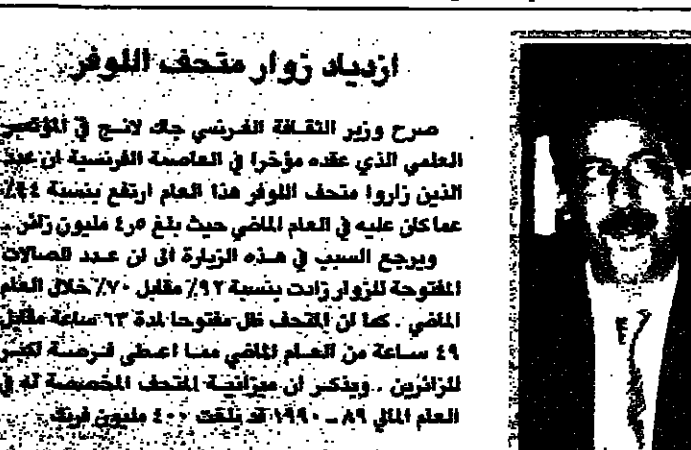 ازدياد زوار متحف اللوفر
صرح وزير الثقافة الفرنسي جاك لانج في المؤتمر
العلمي الذي عقده مؤخرا في العاصمة الفرنسية ان عدد
الذين زاروا متحف اللوفر هذا العام ارتفع بنسبة
عما كان عليه في العام الماضي حيث بلغ ٤٫٥ مليون زائر ..
ويرجع السبب في هذه الزيارة الى ان عدد الصالات
المفتوحة للزوار زادت بنسبة ٩٢٪ مقابل ٧٠٪ خلال العام
الماضي . كما ان المتحف ظل مفتوحا لمدة ٦٣ ساعة مقابل
٤٩ ساعة من العام الماضي مما اعطى فرصة اكبر
للزائرين .. ويذكر ان ميزانية المتحف المخصصة له في
العام المالي ٨٩ ــ ١٩٩٠ قد بلغت ٤٠٠ مليون فرنك .